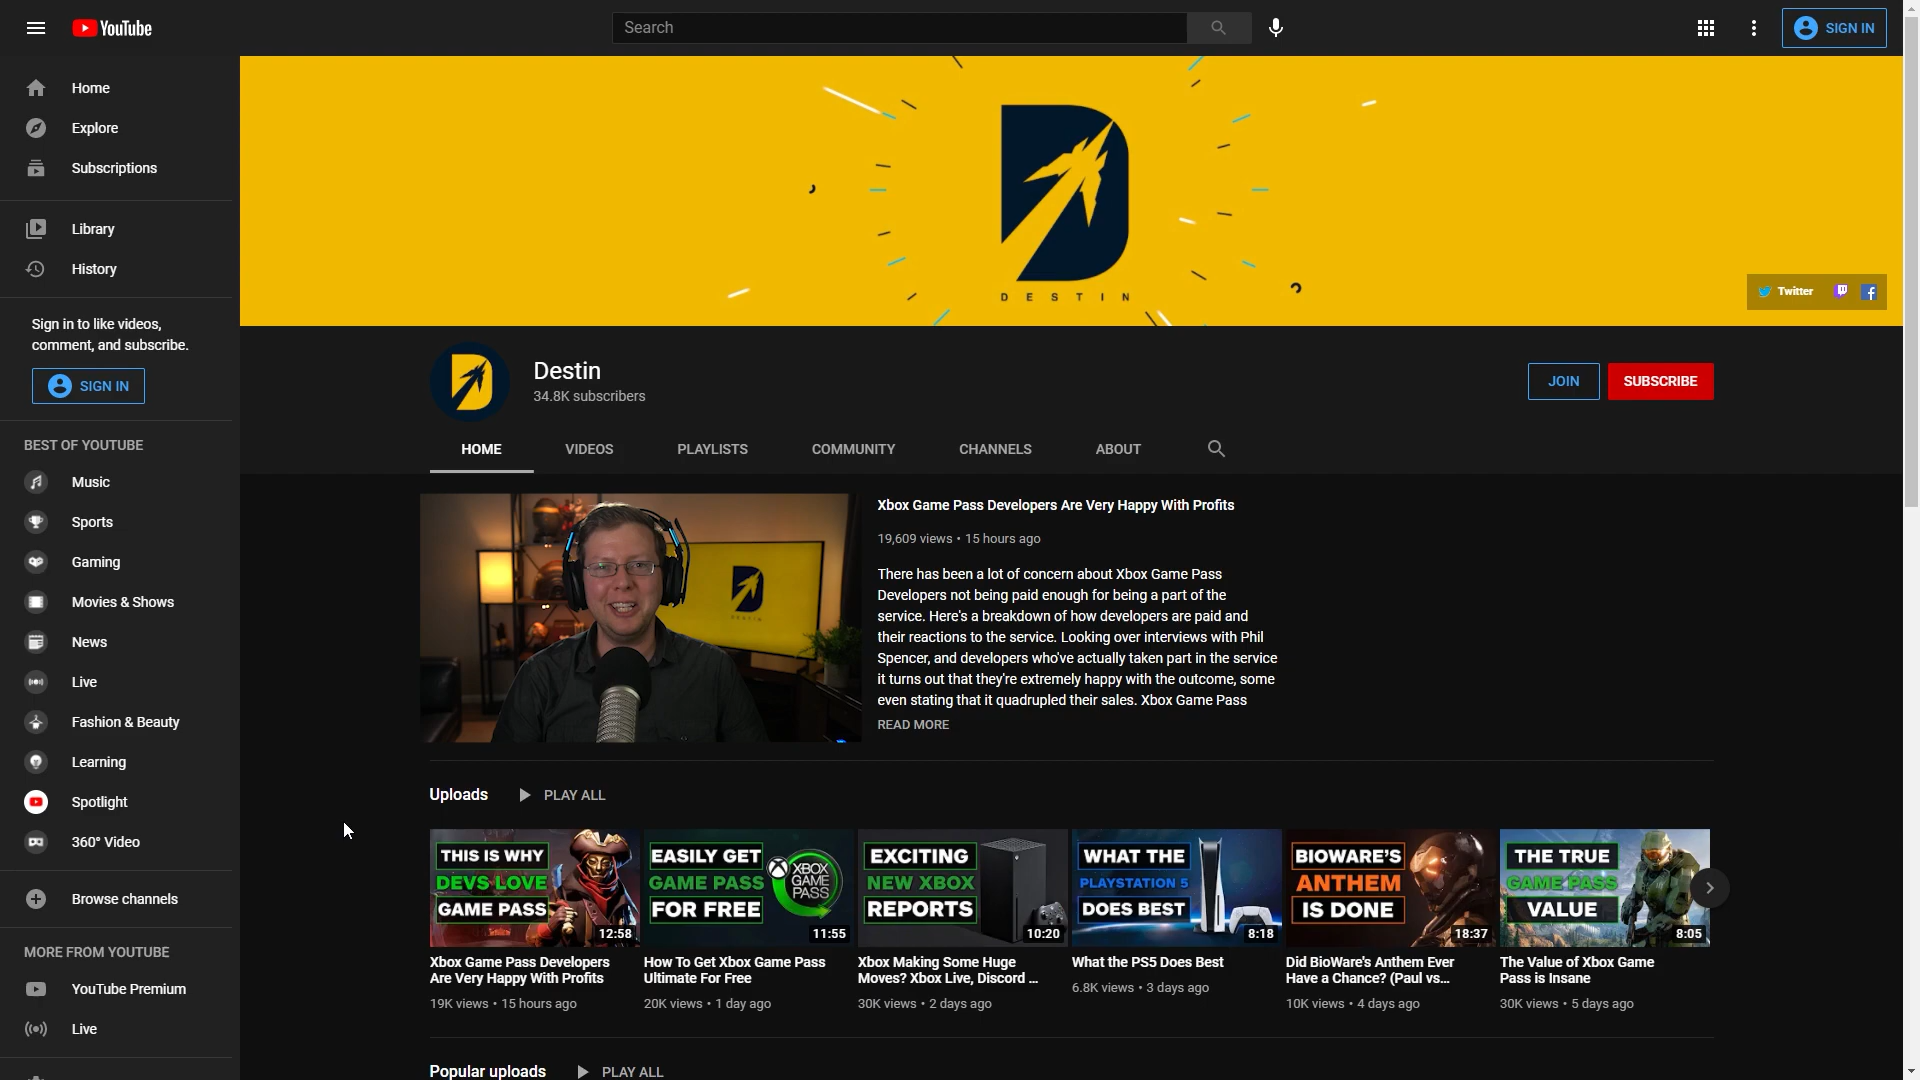 YouTube
Search
SIGN IN
Home
Explore
Subscriptions
Library
History
Sign in to like videos,
comment, and subscribe.
SIGN IN
BEST OF YOUTUBE
Music
Sports
Gaming
Movies & Shows
News
Live
Fashion & Beauty
Learning
Spotlight
360° Video
Browse channels
MORE FROM YOUTUBE
YouTube Premium
Live
D
DESTIN
Twitter
Destin
34.8K subscribers
JOIN
SUBSCRIBE
HOME
VIDEOS
PLAYLISTS
COMMUNITY
CHANNELS
ABOUT
DESTIN
Xbox Game Pass Developers Are Very Happy With Profits
19,609 views • 15 hours ago
There has been a lot of concern about Xbox Game Pass
Developers not being paid enough for being a part of the
service. Here's a breakdown of how developers are paid and
their reactions to the service. Looking over interviews with Phil
Spencer, and developers who've actually taken part in the service
it turns out that they're extremely happy with the outcome, some
even stating that it quadrupled their sales. Xbox Game Pass
READ MORE
Uploads
PLAY ALL
THIS IS WHY
DEVS LOVE
GAME PASS
12:58
Xbox Game Pass Developers
Are Very Happy With Profits
19K views • 15 hours ago
EASILY GET
GAME PASS
FOR FREE
XBOX
GAME
PASS
11:55
How To Get Xbox Game Pass
Ultimate For Free
20K views • 1 day ago
EXCITING
NEW XBOX
REPORTS
10:20
Xbox Making Some Huge
Moves? Xbox Live, Discord ...
30K views • 2 days ago
WHAT THE
PLAYSTATION 5
DOES BEST
8:18
What the PS5 Does Best
6.8K views • 3 days ago
BIOWARE'S
ANTHEM
IS DONE
18:37
Did BioWare's Anthem Ever
Have a Chance? (Paul vs...
10K views • 4 days ago
THE TRUE
GAME PASS
VALUE
8:05
The Value of Xbox Game
Pass is Insane
30K views • 5 days ago
Popular uploads
PLAY ALL